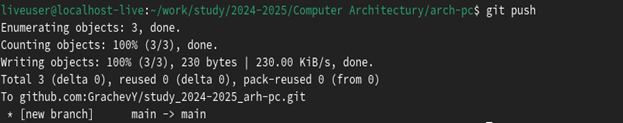 liveuser@localhost-live:~/work/study/2024-2025/Computer Architectury/arch-pc$ git push
Enumerating objects: 3, done.
Counting objects: 100% (3/3), done.
Writing objects: 100% (3/3), 230 bytes | 230.00 KiB/s, done.
Total 3 (delta 0), reused 0 (delta 0), pack-reused 0 (from 0)
To github.com:GrachevY/study_2024-2025_arh-pc.git
 * [new branch]      main -> main